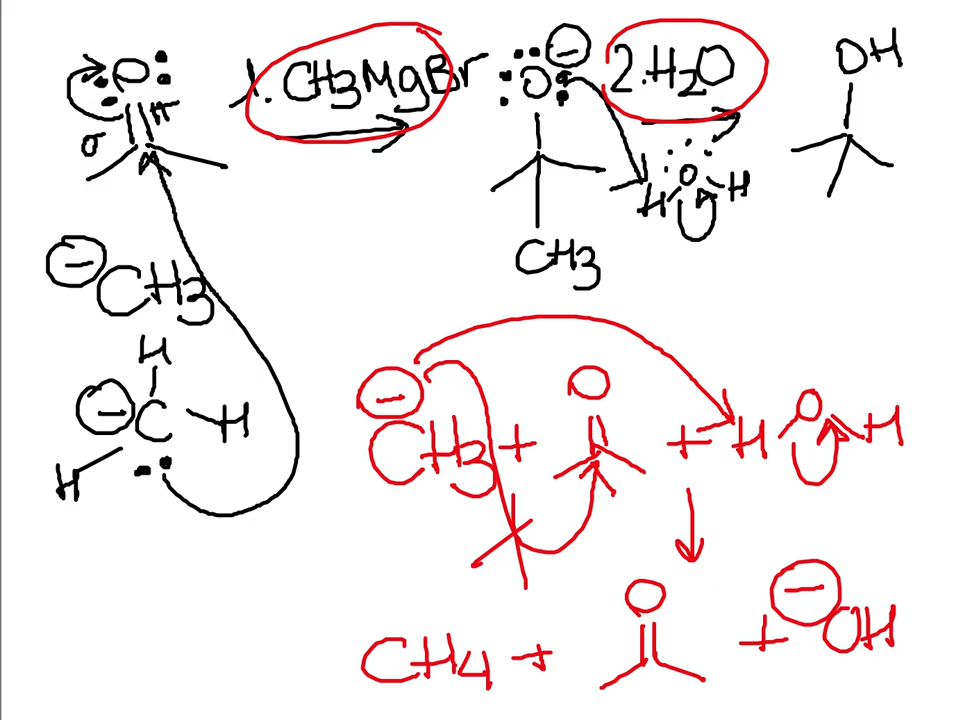 O 1. CH3MgBr O ⊖ 2. H2O OH
π
σ
H O H
⊖ CH3
CH3
H
⊖ C H
H
⊖ O
CH3 + + H O H
O ⊖
CH4 + + OH